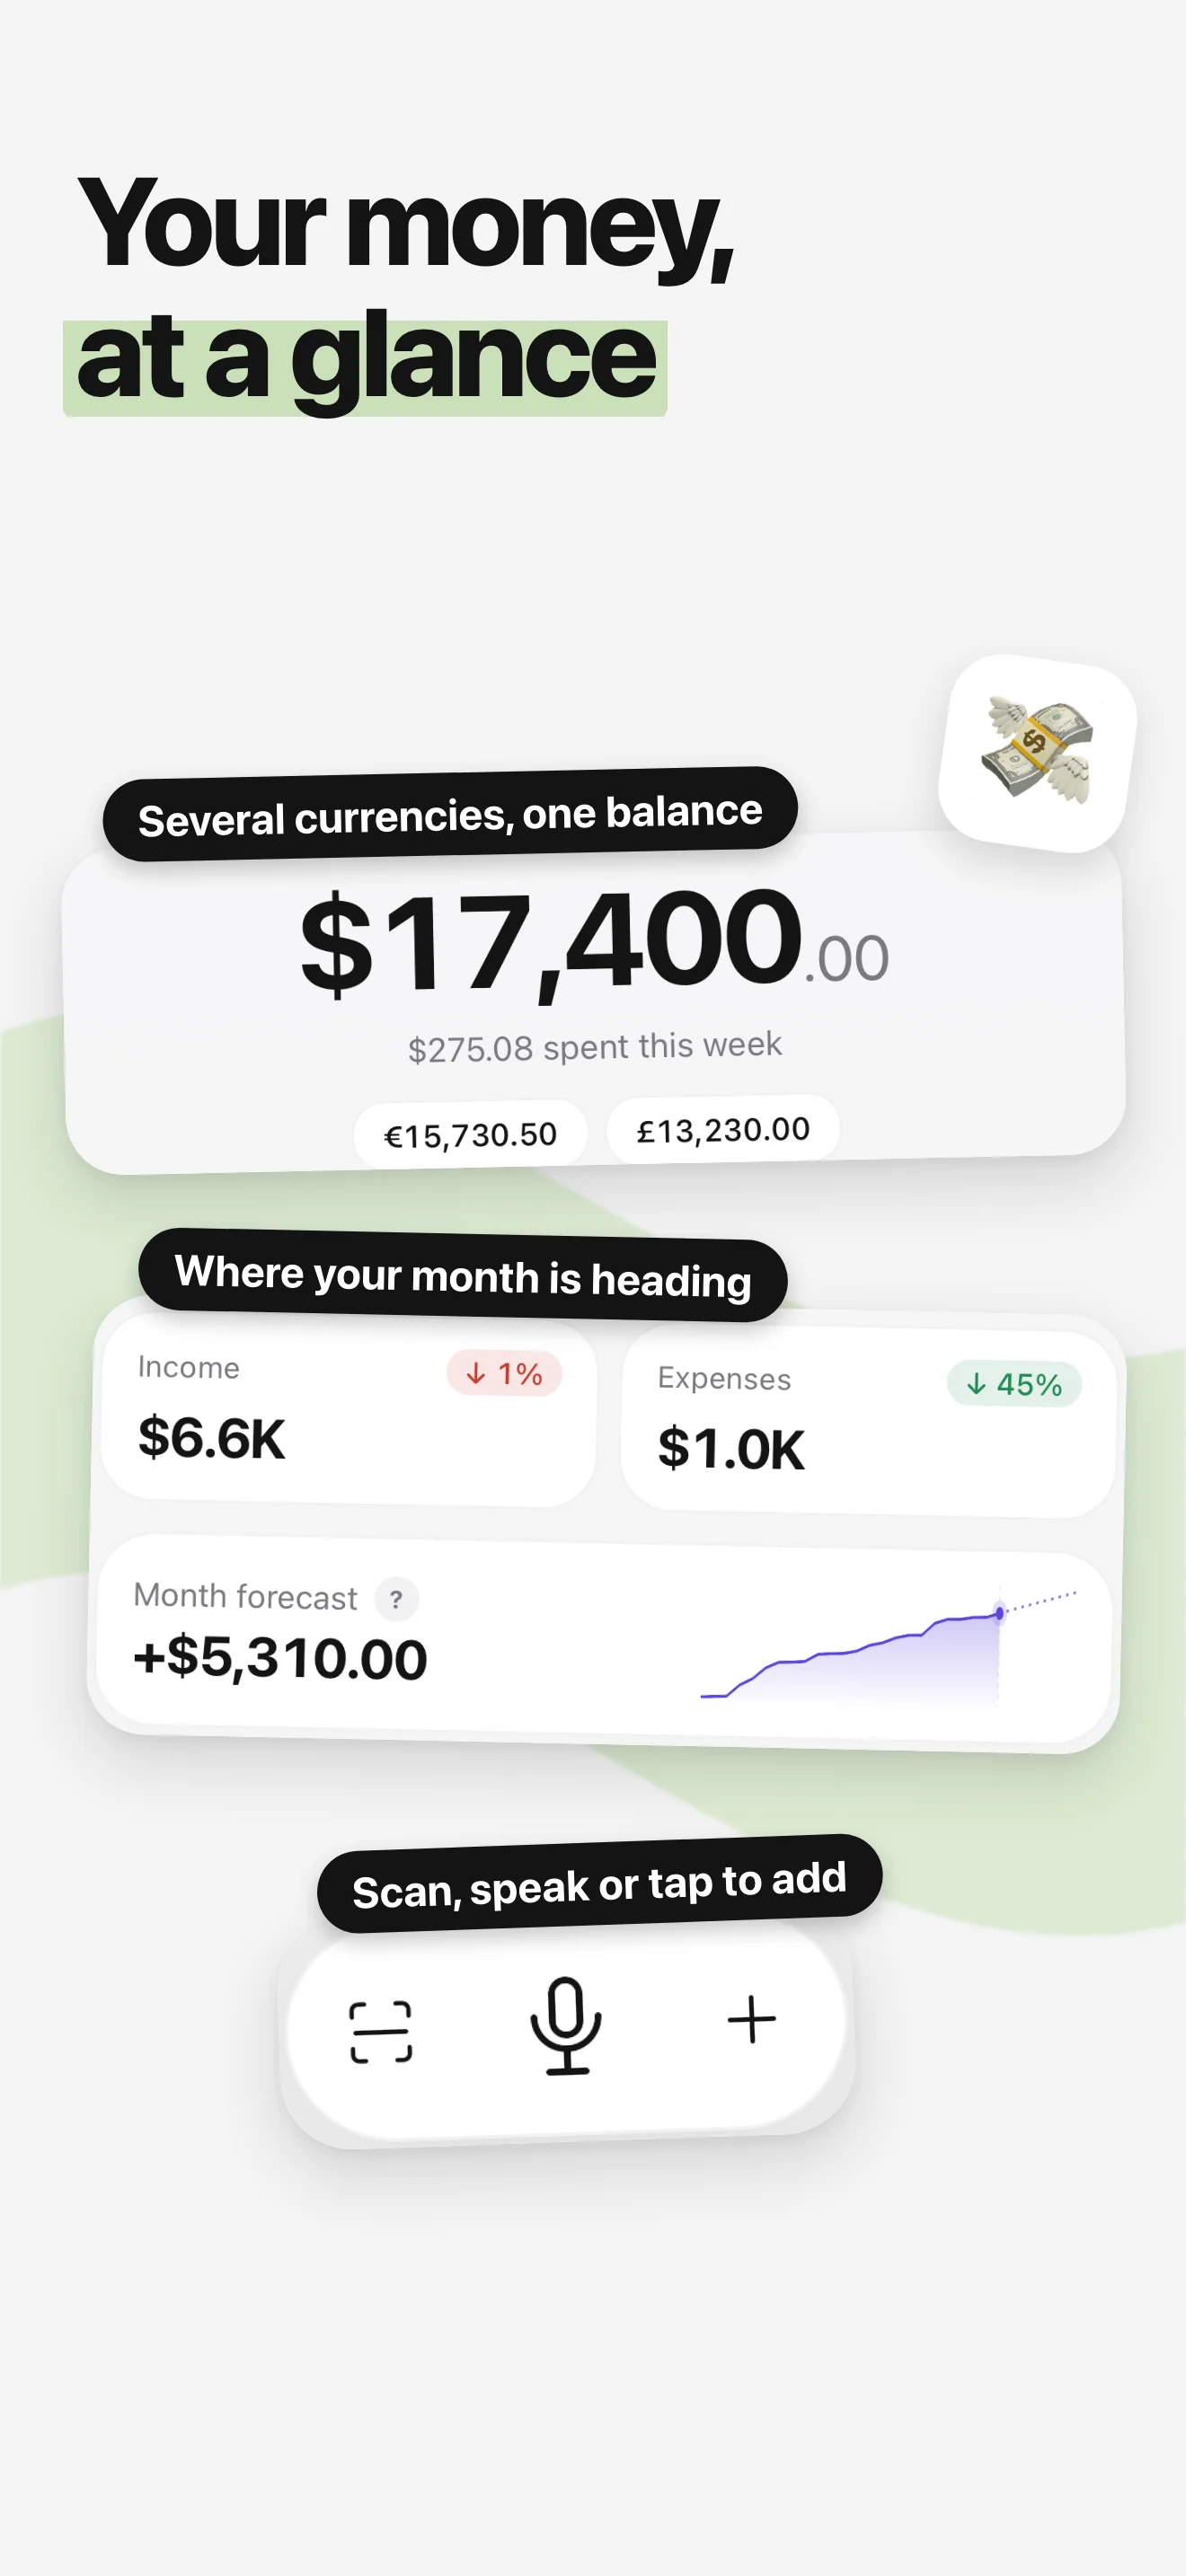 Your money,
at a glance
Several currencies, one balance
$17,400.00
$275.08 spent this week
€15,730.50 £13,230.00
Where your month is heading
Income ↓ 1% Expenses ↓ 45%
$6.6K $1.0K
Month forecast ?
+$5,310.00
Scan, speak or tap to add